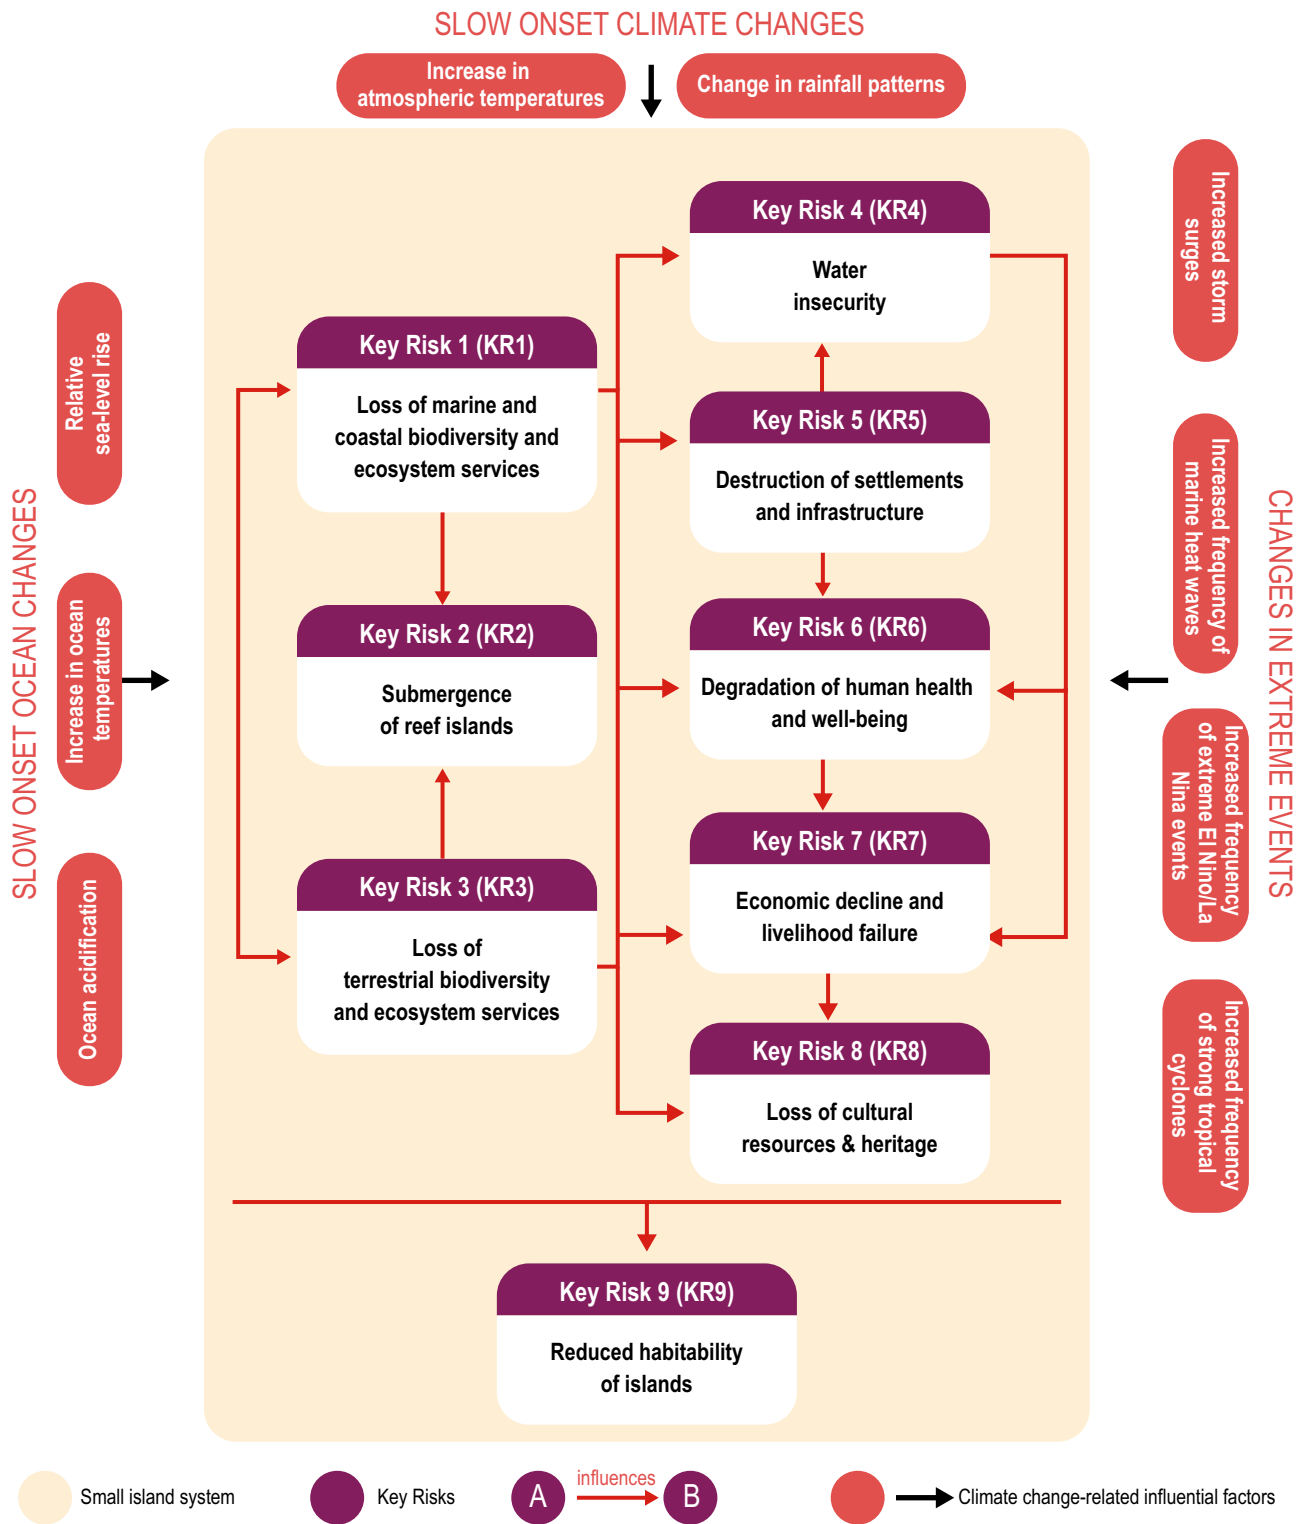 SLOW ONSET CLIMATE CHANGES
Increase in
atmospheric temperatures
Change in rainfall patterns
SLOW ONSET OCEAN CHANGES
Relative
sea-level rise
Increase in ocean
temperatures
Ocean acidification
Key Risk 1 (KR1)
Loss of marine and
coastal biodiversity and
ecosystem services
Key Risk 2 (KR2)
Submergence
of reef islands
Key Risk 3 (KR3)
Loss of
terrestrial biodiversity
and ecosystem services
Key Risk 4 (KR4)
Water
insecurity
Key Risk 5 (KR5)
Destruction of settlements
and infrastructure
Key Risk 6 (KR6)
Degradation of human health
and well-being
Key Risk 7 (KR7)
Economic decline and
livelihood failure
Key Risk 8 (KR8)
Loss of cultural
resources & heritage
Key Risk 9 (KR9)
Reduced habitability
of islands
CHANGES IN EXTREME EVENTS
Increased storm
surges
Increased frequency of
marine heat waves
Increased frequency
of extreme El Nino/La
Nina events
Increased frequency
of strong tropical
cyclones
Small island system
Key Risks
A
influences
B
Climate change-related influential factors